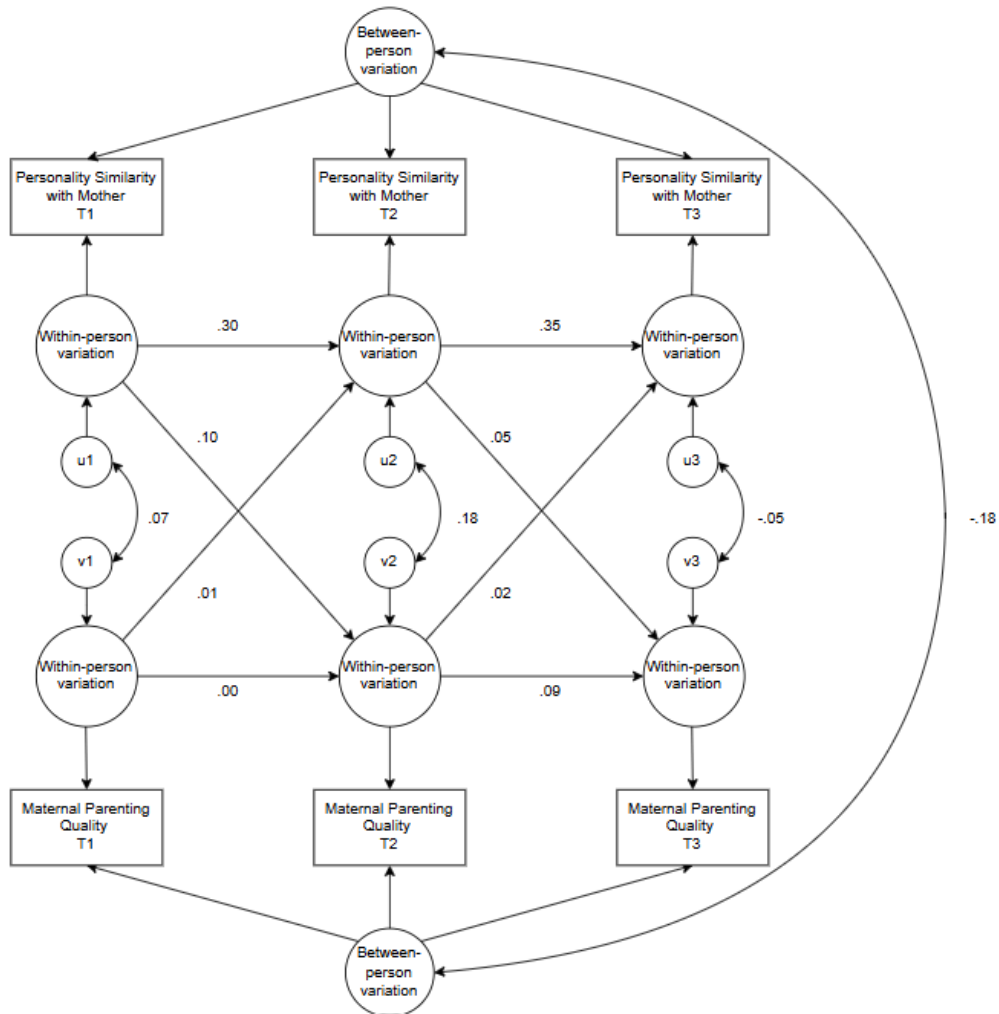 Between-
person
variation
Personality Similarity
with Mother
T1
Personality Similarity
with Mother
T2
Personality Similarity
with Mother
T3
Within-person
variation
.30
Within-person
variation
.35
Within-person
variation
.10
.05
u1
u2
u3
.07
.18
-.05
-.18
v1
v2
v3
.01
.02
Within-person
variation
.00
Within-person
variation
.09
Within-person
variation
Maternal Parenting
Quality
T1
Maternal Parenting
Quality
T2
Maternal Parenting
Quality
T3
Between-
person
variation